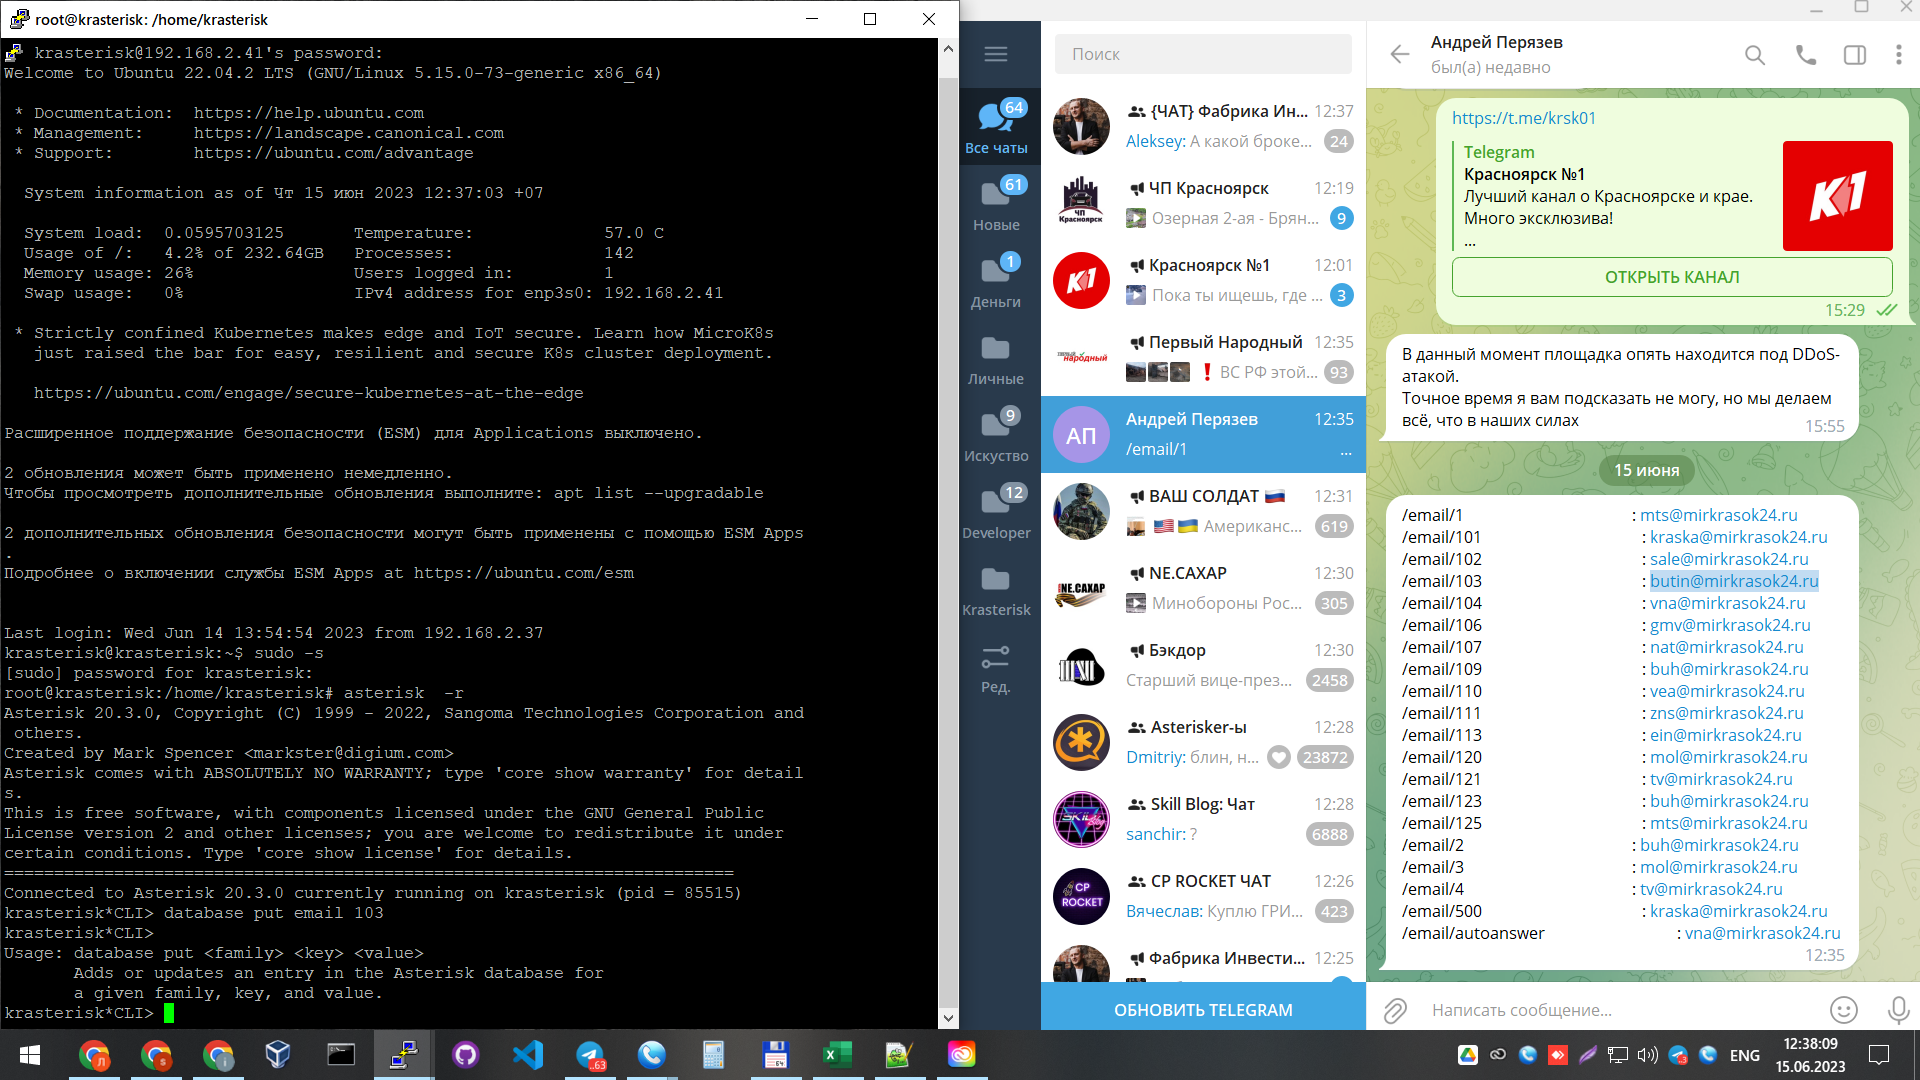 root@krasterisk: /home/krasterisk
krasterisk@192.168.2.41's password:
Welcome to Ubuntu 22.04.2 LTS (GNU/Linux 5.15.0-73-generic x86_64)
* Documentation:  https://help.ubuntu.com
* Management:     https://landscape.canonical.com
* Support:        https://ubuntu.com/advantage
System information as of Чт 15 июн 2023 12:37:03 +07
System load:  0.0595703125       Temperature:             57.0 C
Usage of /:   4.2% of 232.64GB   Processes:               142
Memory usage: 26%                Users logged in:         1
Swap usage:   0%                 IPv4 address for enp3s0: 192.168.2.41
* Strictly confined Kubernetes makes edge and IoT secure. Learn how MicroK8s
just raised the bar for easy, resilient and secure K8s cluster deployment.
https://ubuntu.com/engage/secure-kubernetes-at-the-edge
Расширенное поддержание безопасности (ESM) для Applications выключено.
2 обновления может быть применено немедленно.
Чтобы просмотреть дополнительные обновления выполните: apt list --upgradable
2 дополнительных обновления безопасности могут быть применены с помощью ESM Apps
.
Подробнее о включении службы ESM Apps at https://ubuntu.com/esm
Last login: Wed Jun 14 13:54:54 2023 from 192.168.2.37
krasterisk@krasterisk:~$ sudo -s
[sudo] password for krasterisk:
root@krasterisk:/home/krasterisk# asterisk  -r
Asterisk 20.3.0, Copyright (C) 1999 - 2022, Sangoma Technologies Corporation and
others.
Created by Mark Spencer <markster@digium.com>
Asterisk comes with ABSOLUTELY NO WARRANTY; type 'core show warranty' for detail
s.
This is free software, with components licensed under the GNU General Public
License version 2 and other licenses; you are welcome to redistribute it under
certain conditions. Type 'core show license' for details.
=========================================================================
Connected to Asterisk 20.3.0 currently running on krasterisk (pid = 85515)
krasterisk*CLI> database put email 103
krasterisk*CLI>
Usage: database put <family> <key> <value>
Adds or updates an entry in the Asterisk database for
a given family, key, and value.
krasterisk*CLI>
64
Все чаты
61
Новые
1
Деньги
Личные
9
Искуство
12
Developer
Krasterisk
Ред.
Поиск
{ЧАТ} Фабрика Ин... 12:37
Aleksey: А какой броке... 24
ЧП Красноярск 12:19
Озерная 2-ая - Брян... 9
ЧП
Красноярск
Красноярск №1 12:01
Пока ты ищешь, где ... 3
К1
Первый Народный 12:35
ВС РФ этой... 93
народный
АП
Андрей Перязев 12:35
/email/1 ...
ВАШ СОЛДАТ 12:31
Американс... 619
NE.САХАР 12:30
Минобороны Рос... 305
NE.САХАР
Бэкдор 12:30
Старший вице-през... 2458
Asterisker-ы 12:28
Dmitriy: блин, н... 23872
Skill Blog: Чат 12:28
sanchir: ? 6888
CP ROCKET ЧАТ 12:26
Вячеслав: Куплю ГРИ... 423
CP
ROCKET
Фабрика Инвести... 12:25
ОБНОВИТЬ TELEGRAM
Андрей Перязев
был(а) недавно
https://t.me/krsk01
Telegram
Красноярск №1
Лучший канал о Красноярске и крае.
Много эксклюзива!
...
К1
ОТКРЫТЬ КАНАЛ
15:29
В данный момент площадка опять находится под DDoS-
атакой.
Точное время я вам подсказать не могу, но мы делаем
всё, что в наших силах
15:55
15 июня
/email/1 : mts@mirkrasok24.ru
/email/101 : kraska@mirkrasok24.ru
/email/102 : sale@mirkrasok24.ru
/email/103 : butin@mirkrasok24.ru
/email/104 : vna@mirkrasok24.ru
/email/106 : gmv@mirkrasok24.ru
/email/107 : nat@mirkrasok24.ru
/email/109 : buh@mirkrasok24.ru
/email/110 : vea@mirkrasok24.ru
/email/111 : zns@mirkrasok24.ru
/email/113 : ein@mirkrasok24.ru
/email/120 : mol@mirkrasok24.ru
/email/121 : tv@mirkrasok24.ru
/email/123 : buh@mirkrasok24.ru
/email/125 : mts@mirkrasok24.ru
/email/2 : buh@mirkrasok24.ru
/email/3 : mol@mirkrasok24.ru
/email/4 : tv@mirkrasok24.ru
/email/500 : kraska@mirkrasok24.ru
/email/autoanswer : vna@mirkrasok24.ru
12:35
Написать сообщение...
ENG
12:38:09
15.06.2023